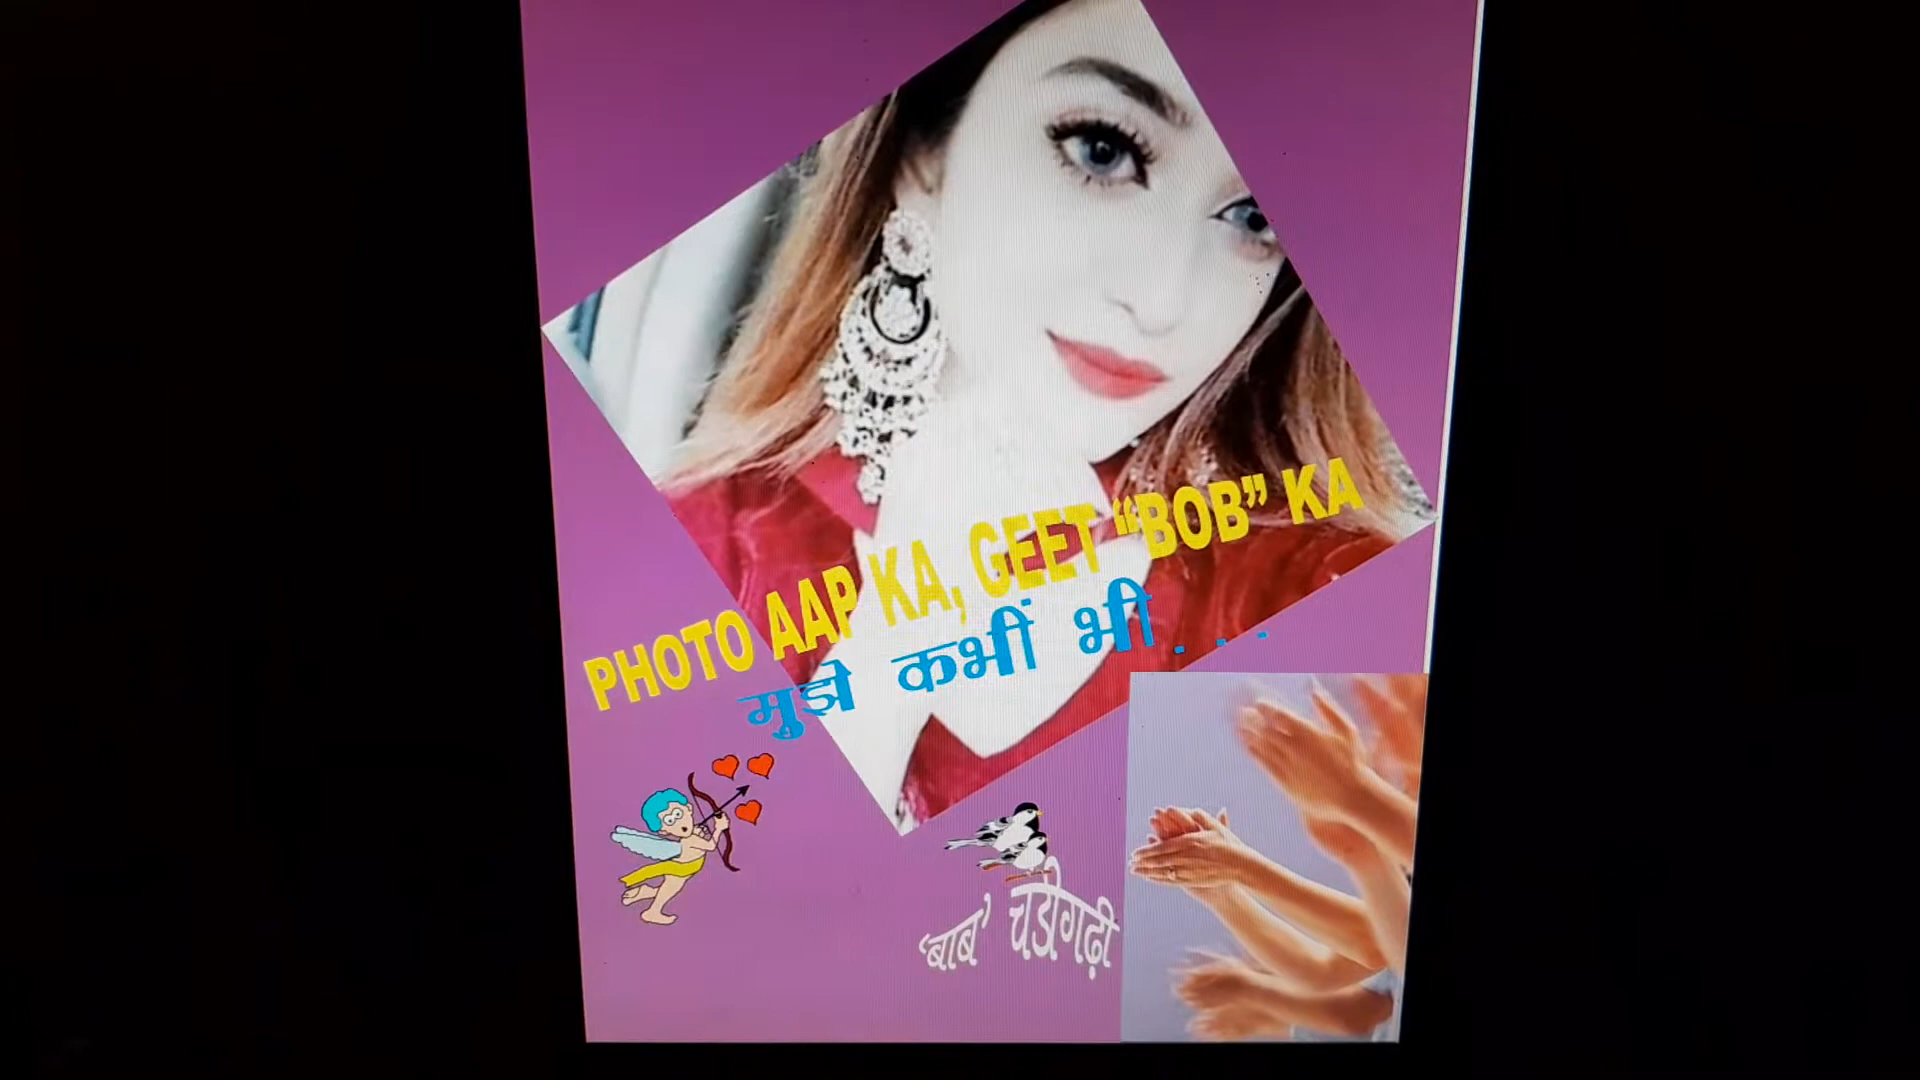 PHOTO AAP KA, GEET “BOB” KA
मुझे कभीं भी...
‘बाब’ चंडीगढ़ी